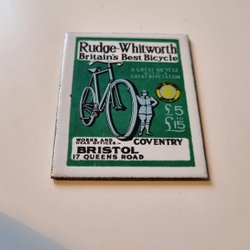 Rudge-Whitworth
Britain's Best Bicycle
A GREAT BICYCLE
GREAT REPUTATION
£5
£15
WORKS AND
HEAD OFFICES:-
COVENTRY
BRISTOL
17 QUEENS ROAD